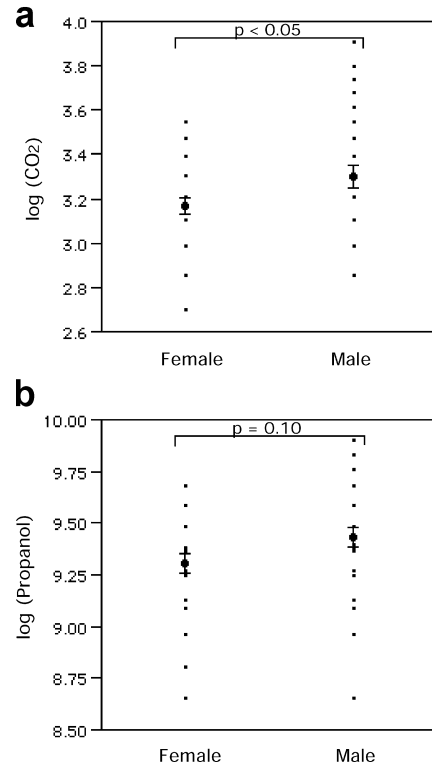 a
p < 0.05
4.0
3.8
3.6
3.4
3.2
3.0
2.8
2.6
log (CO2)
Female Male
b
p = 0.10
10.00
9.75
9.50
9.25
9.00
8.75
8.50
log (Propanol)
Female Male